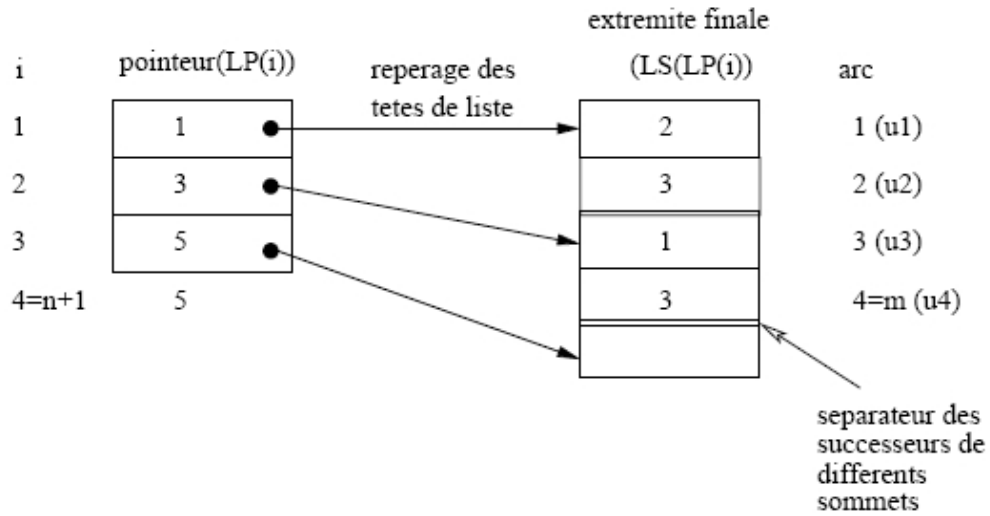 extremite finale
i pointeur(LP(i)) reperage des (LS(LP(i)) arc
tetes de liste
1 1 2 1 (u1)
2 3 3 2 (u2)
3 5 1 3 (u3)
4=n+1 5 3 4=m (u4)
separateur des
successeurs de
differents
sommets